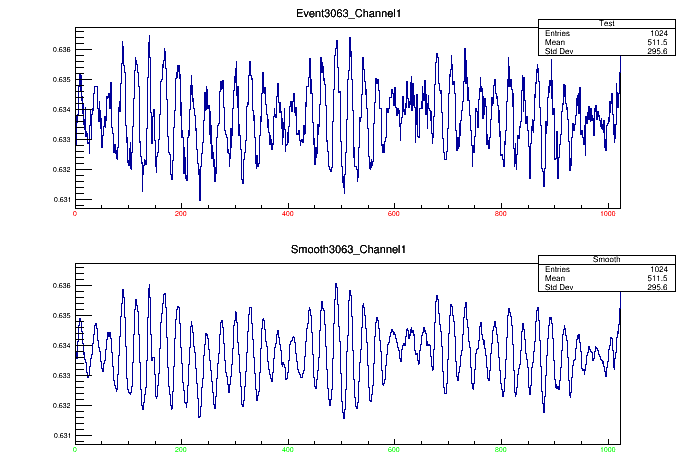 Event3063_Channel1
Test
Entries 1024
Mean 511.5
Std Dev 295.6
0.636
0.635
0.634
0.633
0.632
0.631
0 200 400 600 800 1000
Smooth3063_Channel1
Smooth
Entries 1024
Mean 511.5
Std Dev 295.6
0.636
0.635
0.634
0.633
0.632
0.631
0 200 400 600 800 1000